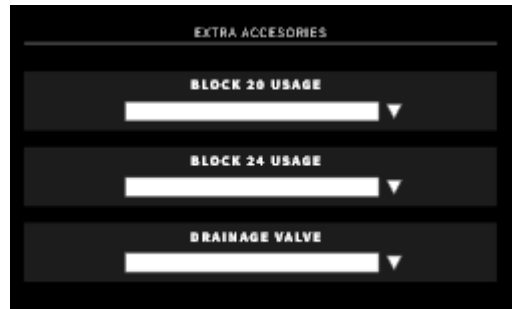 EXTRA ACCESORIES
BLOCK 20 USAGE
BLOCK 24 USAGE
DRAINAGE VALVE